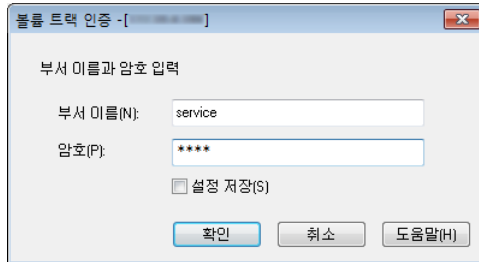 볼륨 트랙 인증 -[ ]
부서 이름과 암호 입력
부서 이름(N): service
암호(P): ****
설정 저장(S)
확인 취소 도움말(H)